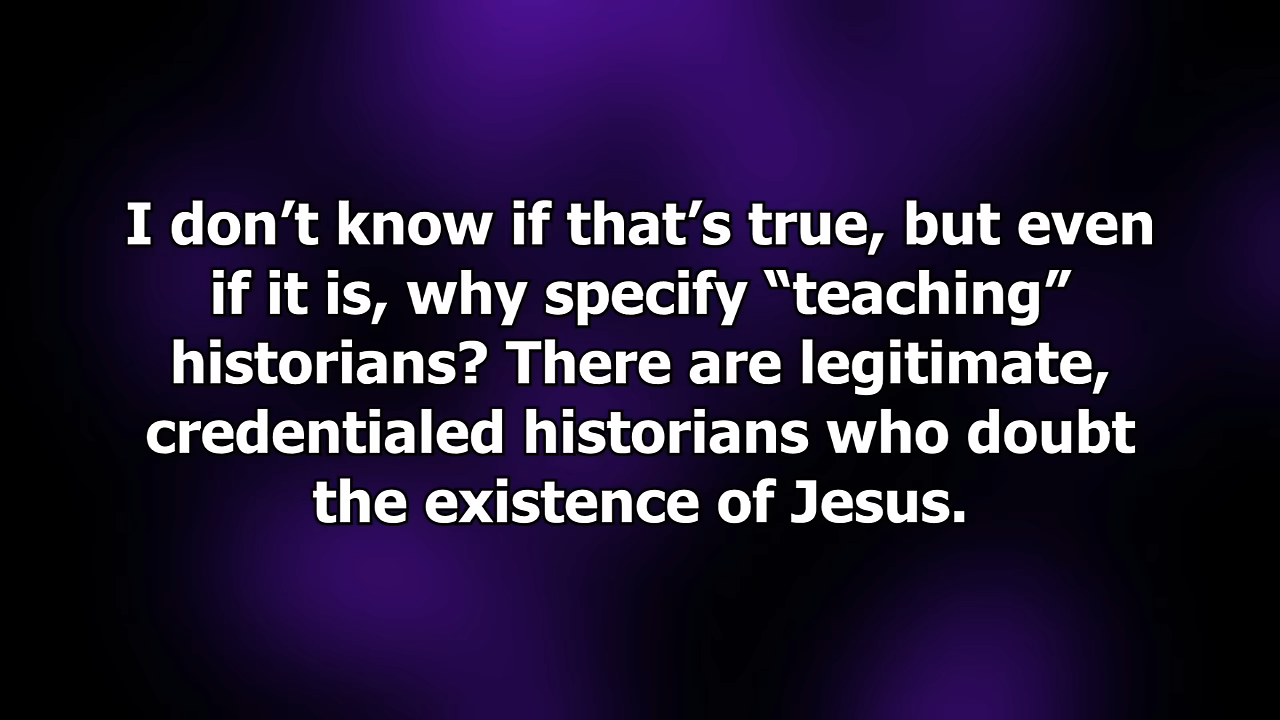 I don’t know if that’s true, but even
if it is, why specify “teaching”
historians? There are legitimate,
credentialed historians who doubt
the existence of Jesus.